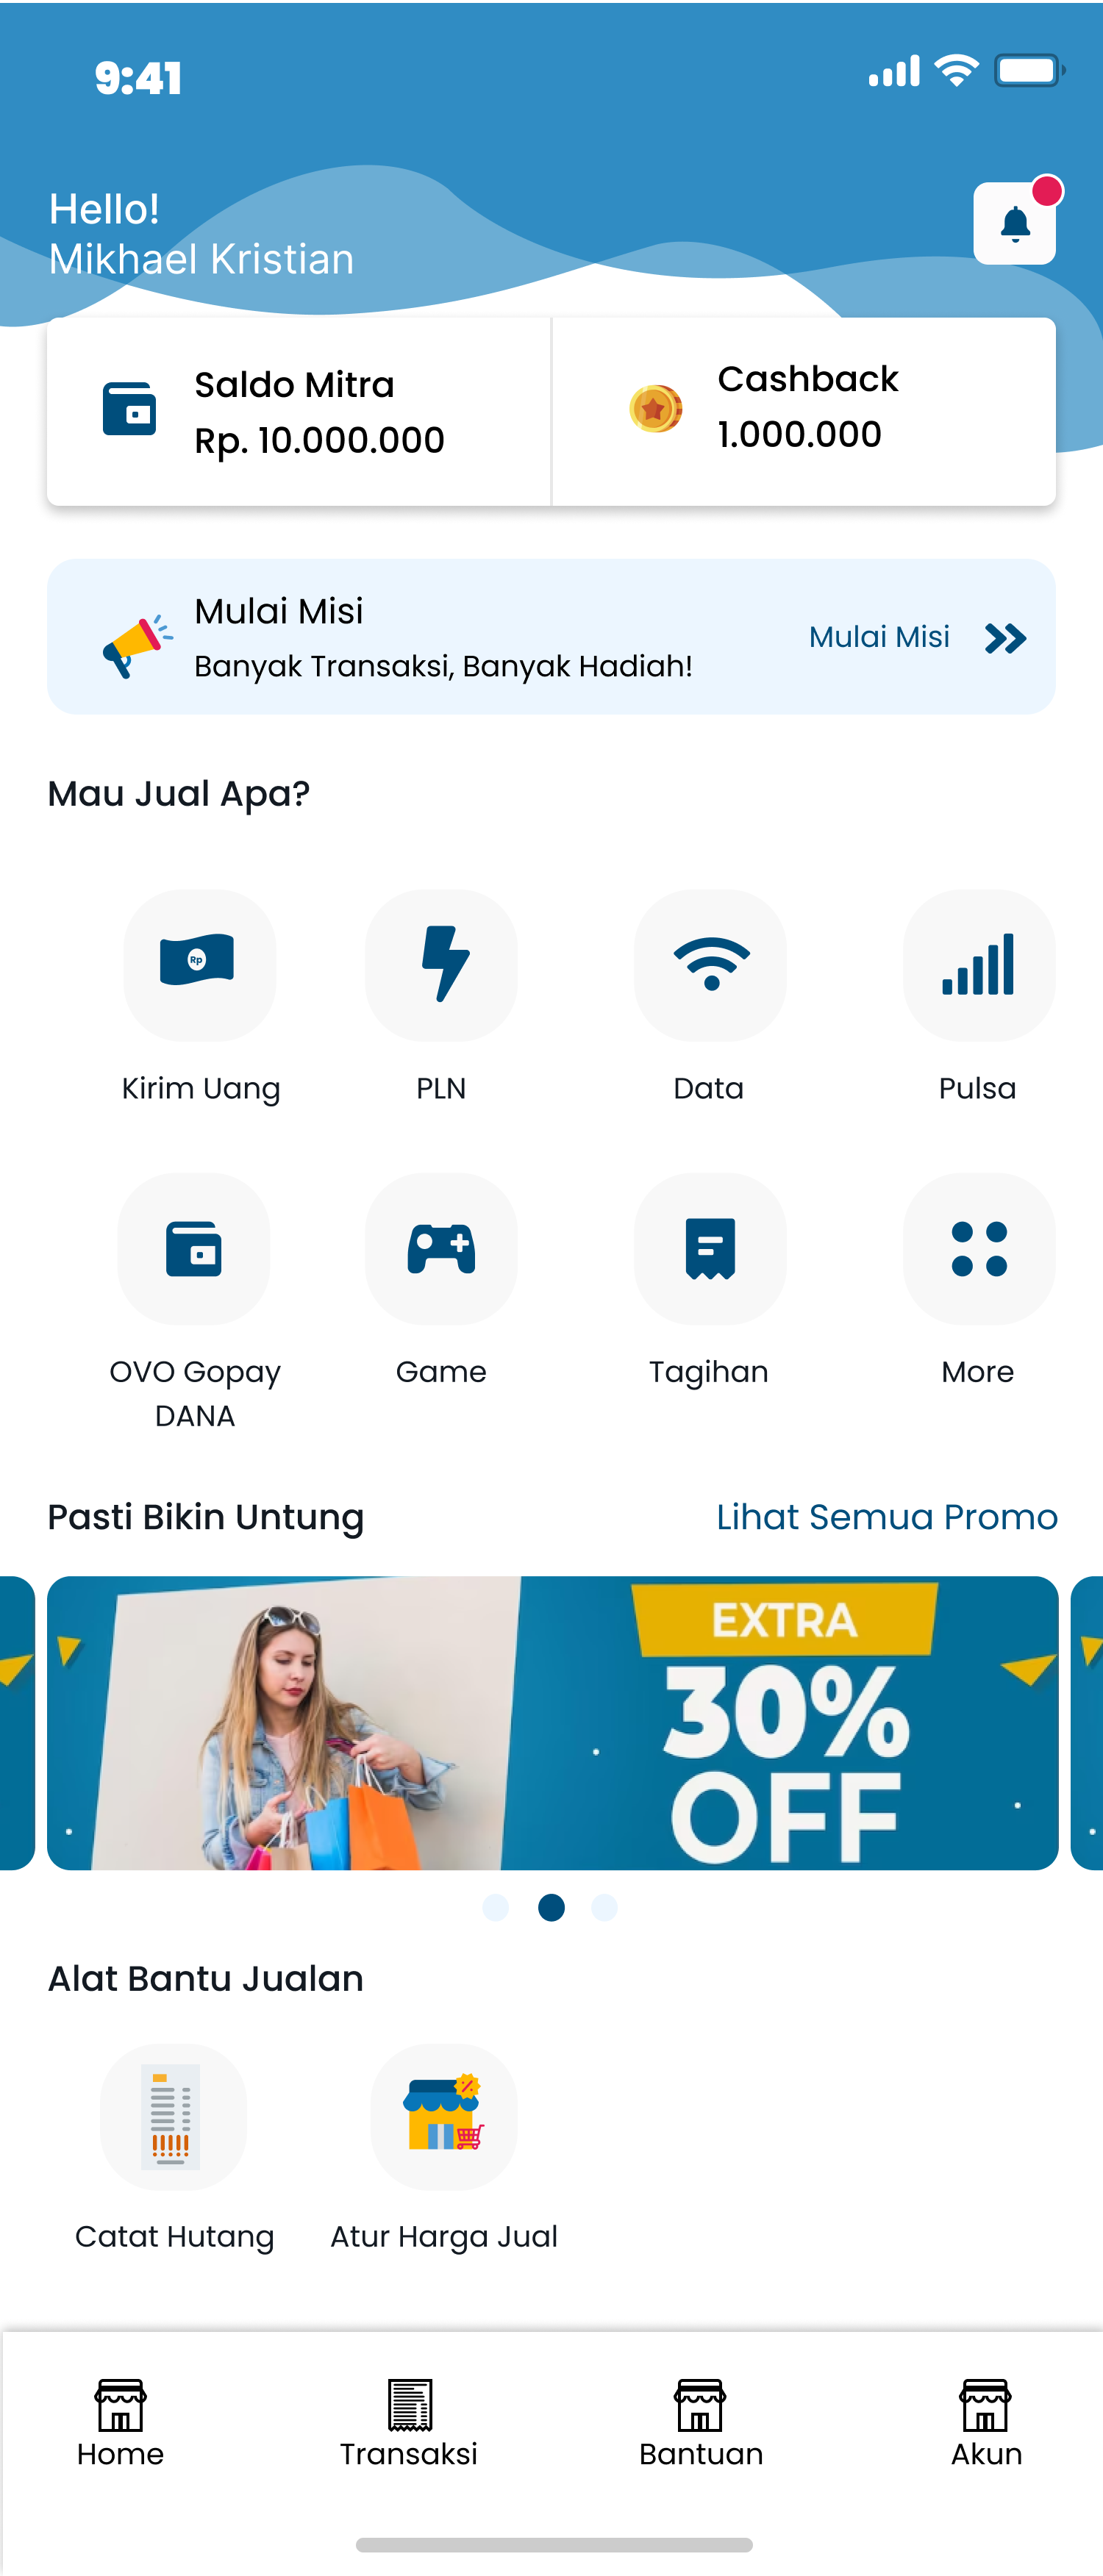 9:41
Hello!
Mikhael Kristian
Saldo Mitra
Rp. 10.000.000
Cashback
1.000.000
Mulai Misi
Banyak Transaksi, Banyak Hadiah!
Mulai Misi
Mau Jual Apa?
Rp
Kirim Uang
PLN
Data
Pulsa
OVO Gopay
DANA
Game
Tagihan
More
Pasti Bikin Untung
Lihat Semua Promo
EXTRA
30%
OFF
Alat Bantu Jualan
Catat Hutang
Atur Harga Jual
Home
Transaksi
Bantuan
Akun